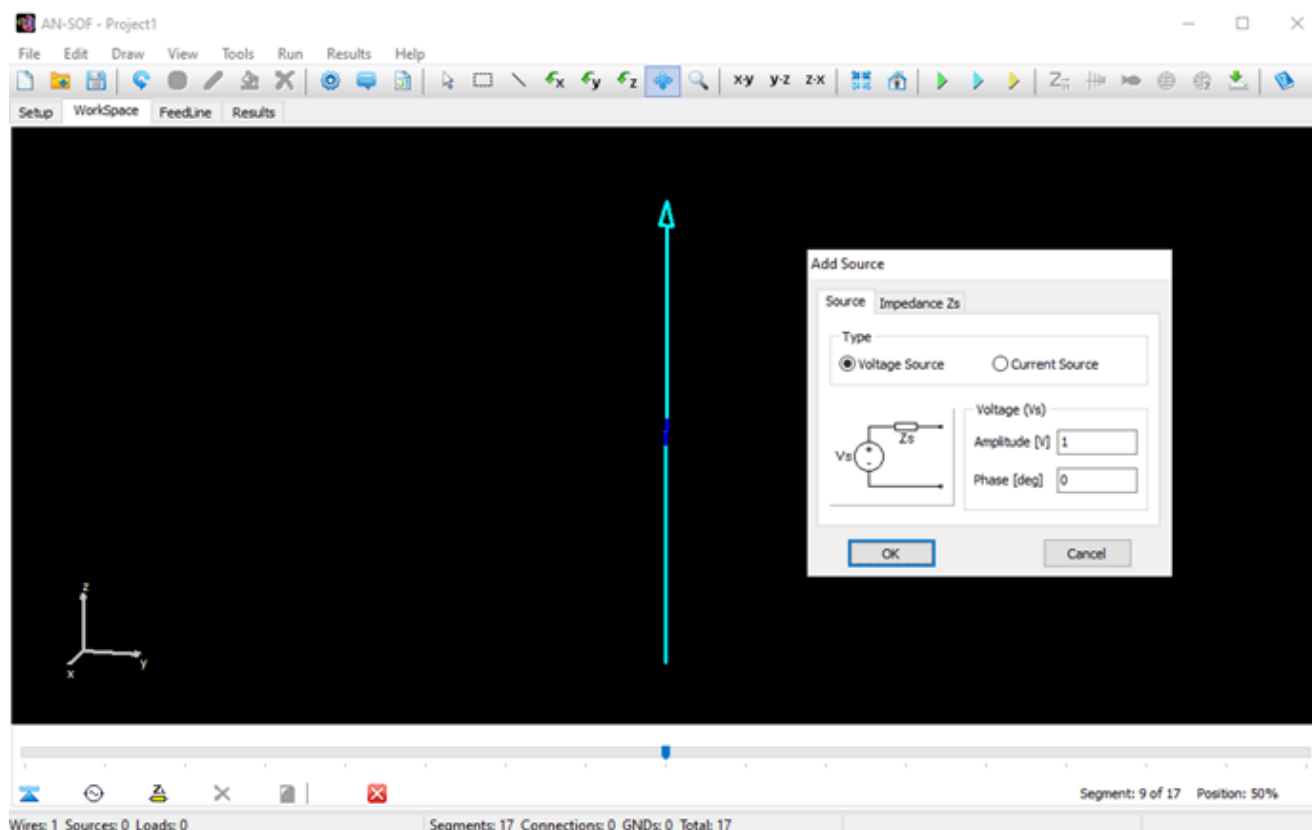 AN-SOF - Project1
File Edit Draw View Tools Run Results Help
x-y y-z z-x
Setup WorkSpace FeedLine Results
Add Source
Source Impedance Zs
Type
Voltage Source Current Source
Voltage (Vs)
Zs
Amplitude [V] 1
Vs
Phase [deg] 0
OK Cancel
z
y
x
Segment: 9 of 17 Position: 50%
Wires: 1 Sources: 0 Loads: 0 Segments: 17 Connections: 0 GNDs: 0 Total: 17